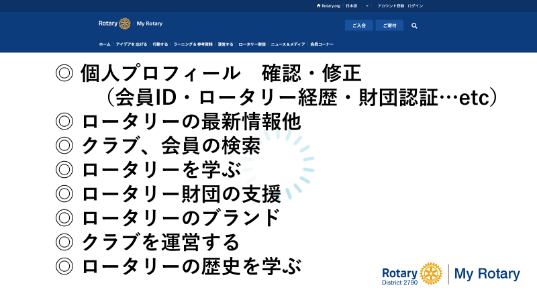 Rotary.org 日本語 アカウント登録 ログイン
Rotary My Rotary
ご入会 ご寄付
ホーム アイデアを広げる 行動する ラーニング＆参考資料 運営する ロータリー財団 ニュース＆メディア 会員コーナー
◎ 個人プロフィール　確認・修正
（会員ID・ロータリー経歴・財団認証…etc）
◎ ロータリーの最新情報他
◎ クラブ、会員の検索
◎ ロータリーを学ぶ
◎ ロータリー財団の支援
◎ ロータリーのブランド
◎ クラブを運営する
◎ ロータリーの歴史を学ぶ
Rotary My Rotary
District 2790